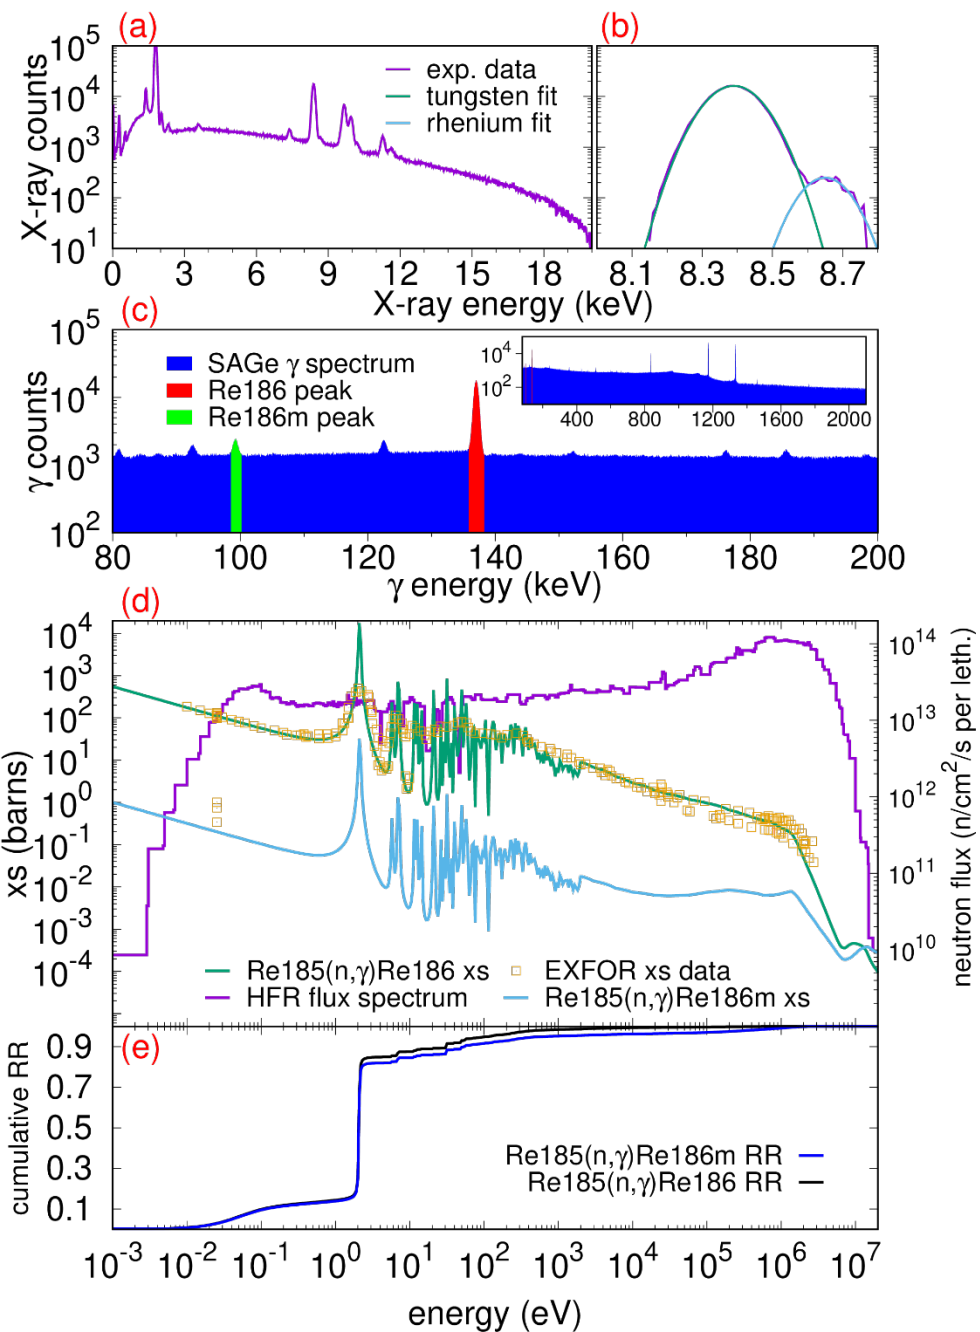 (a)
(b)
X-ray counts
10^5
10^4
10^3
10^2
10^1
exp. data
tungsten fit
rhenium fit
0 3 6 9 12 15 18
8.1 8.3 8.5 8.7
X-ray energy (keV)
(c)
γ counts
10^5
10^4
10^3
10^2
SAGe γ spectrum
Re186 peak
Re186m peak
10^4
10^2
400 1200 2000
80 100 120 140 160 180 200
γ energy (keV)
(d)
xs (barns)
10^4
10^3
10^2
10^1
10^0
10^-1
10^-2
10^-3
10^-4
10^14
10^13
10^12
10^11
10^10
neutron flux (n/cm^2/s per leth.)
Re185(n,γ)Re186 xs
EXFOR xs data
HFR flux spectrum
Re185(n,γ)Re186m xs
(e)
cumulative RR
0.9
0.7
0.5
0.3
0.1
Re185(n,γ)Re186m RR
Re185(n,γ)Re186 RR
10^-3 10^-2 10^-1 10^0 10^1 10^2 10^3 10^4 10^5 10^6 10^7
energy (eV)